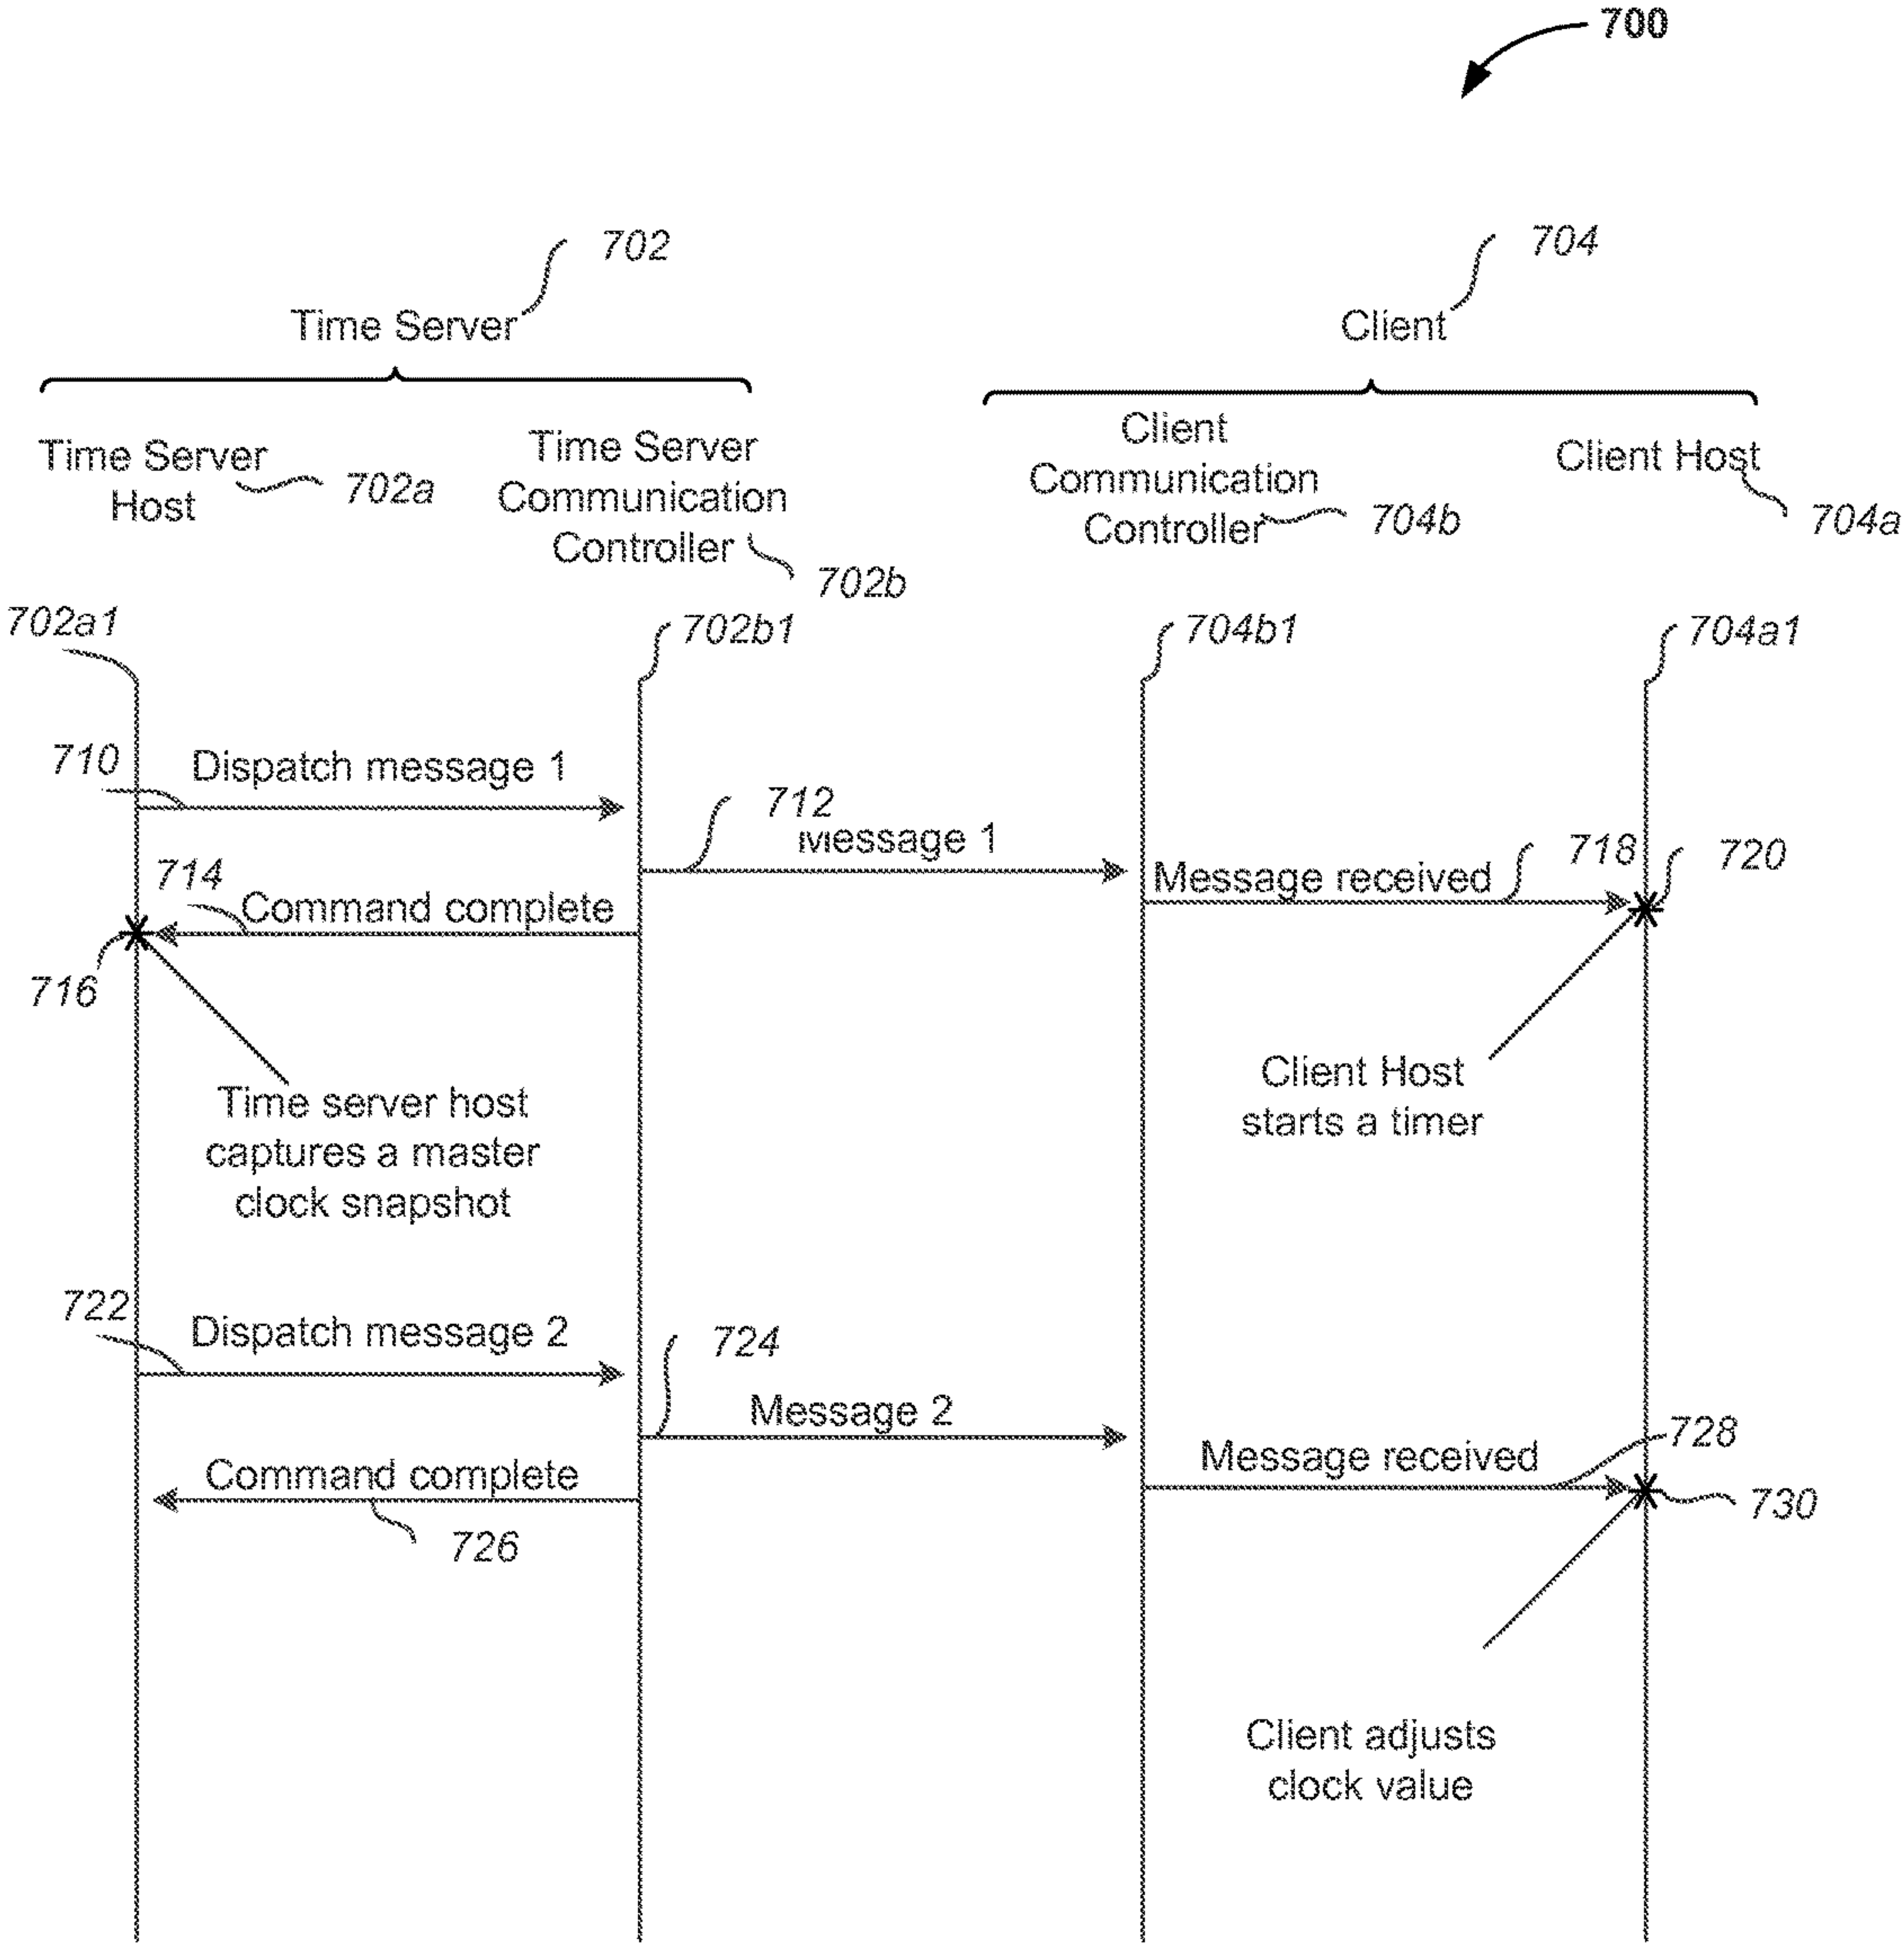 700
702
704
Time Server
Client
Time Server
Host
702a
Time Server
Communication
Controller
702b
Client
Communication
Controller
704b
Client Host
704a
702a1
702b1
704b1
704a1
710
Dispatch message 1
712
Message 1
714
Command complete
718
Message received
720
716
Time server host
captures a master
clock snapshot
Client Host
starts a timer
722
Dispatch message 2
724
Message 2
Command complete
726
Message received
728
730
Client adjusts
clock value